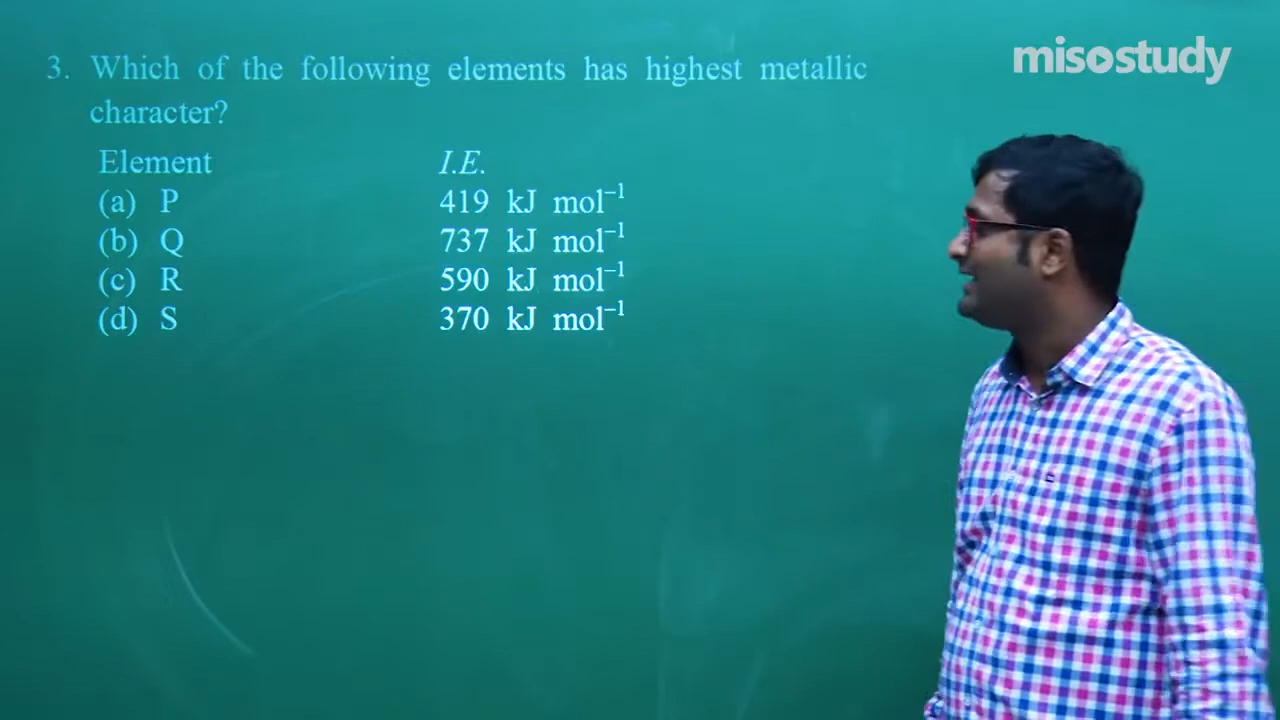 misostudy
3. Which of the following elements has highest metallic
character?
Element I.E.
(a) P 419 kJ mol⁻¹
(b) Q 737 kJ mol⁻¹
(c) R 590 kJ mol⁻¹
(d) S 370 kJ mol⁻¹